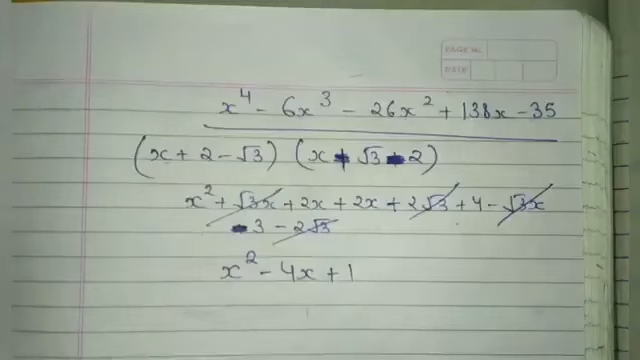 PAGE No.
DATE
x⁴ - 6x³ - 26x² + 138x - 35
(x + 2 - √3) (x + √3 + 2)
x² + √3x + 2x + 2x + 2√3 + 4 - √3x
- 3 - 2√3
x² - 4x + 1